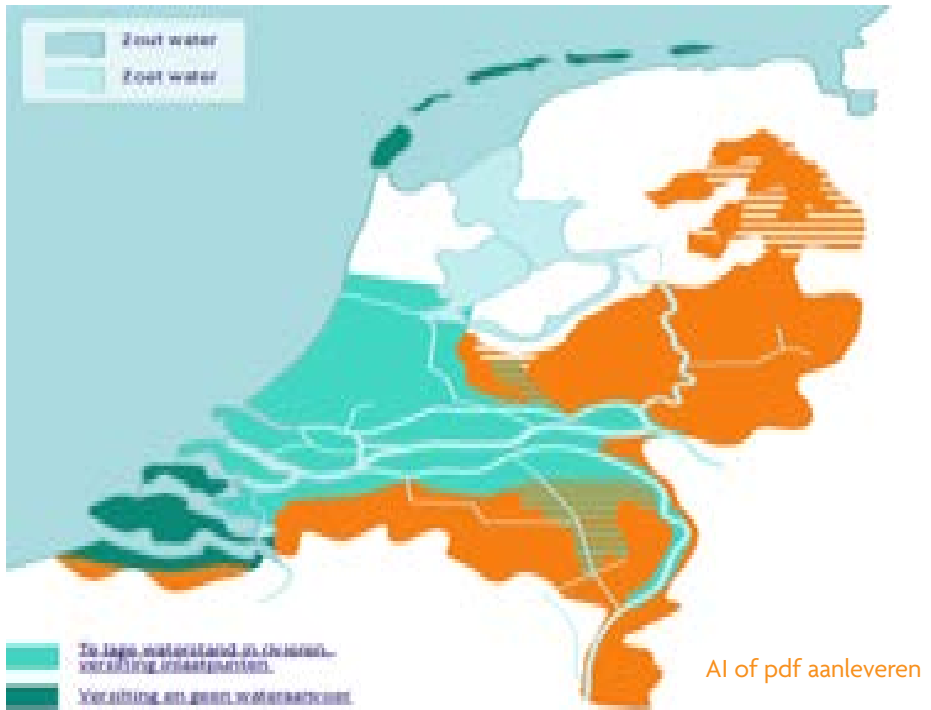 Zout water
Zoet water
Te lage waterstand in rivieren,
verzilting inlaatpunten
Verzilting en geen wateraanvoer
AI of pdf aanleveren